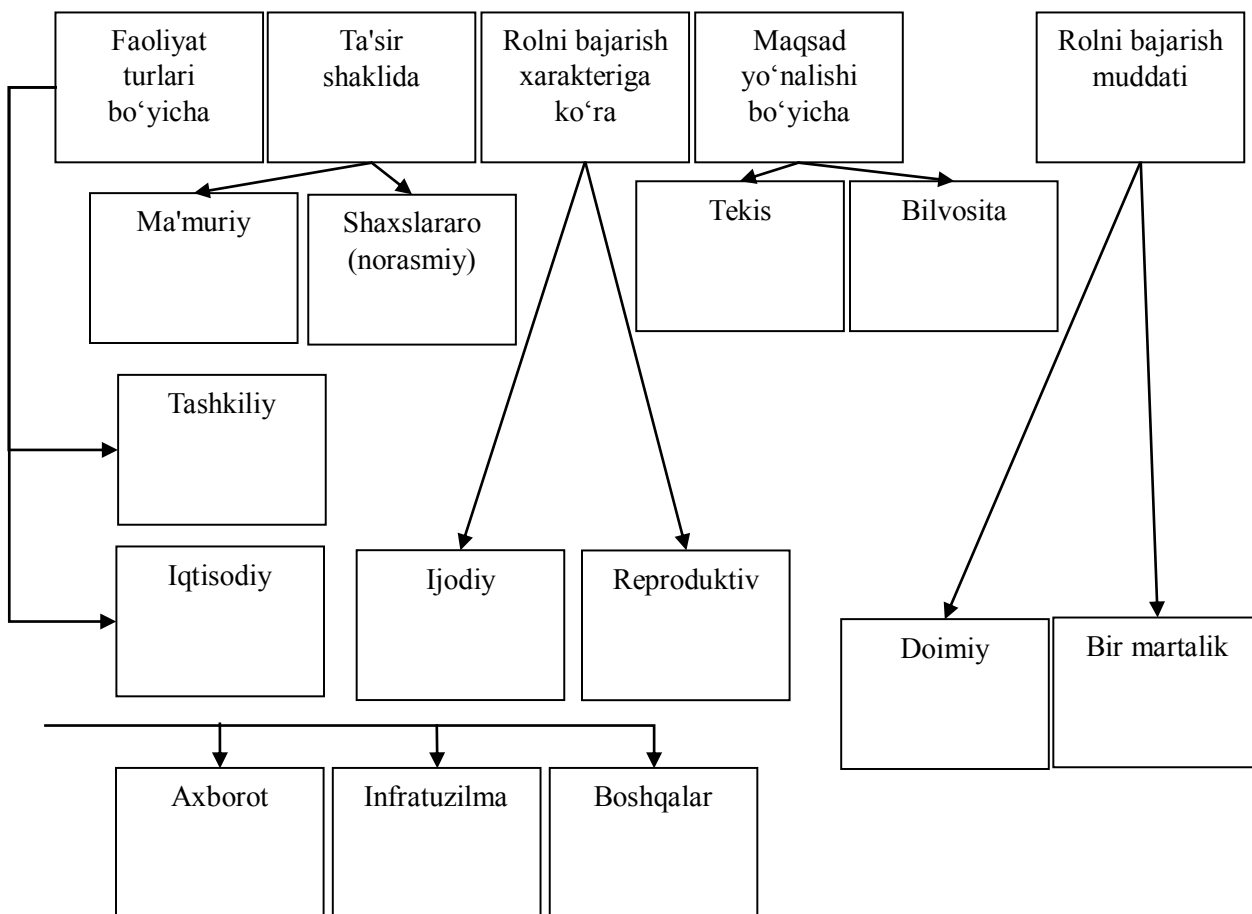 Faoliyat
turlari
bo‘yicha
Ta'sir
shaklida
Rolni bajarish
xarakteriga
ko‘ra
Maqsad
yo‘nalishi
bo‘yicha
Rolni bajarish
muddati
Ma'muriy
Shaxslararo
(norasmiy)
Tekis
Bilvosita
Tashkiliy
Iqtisodiy
Ijodiy
Reproduktiv
Doimiy
Bir martalik
Axborot
Infratuzilma
Boshqalar